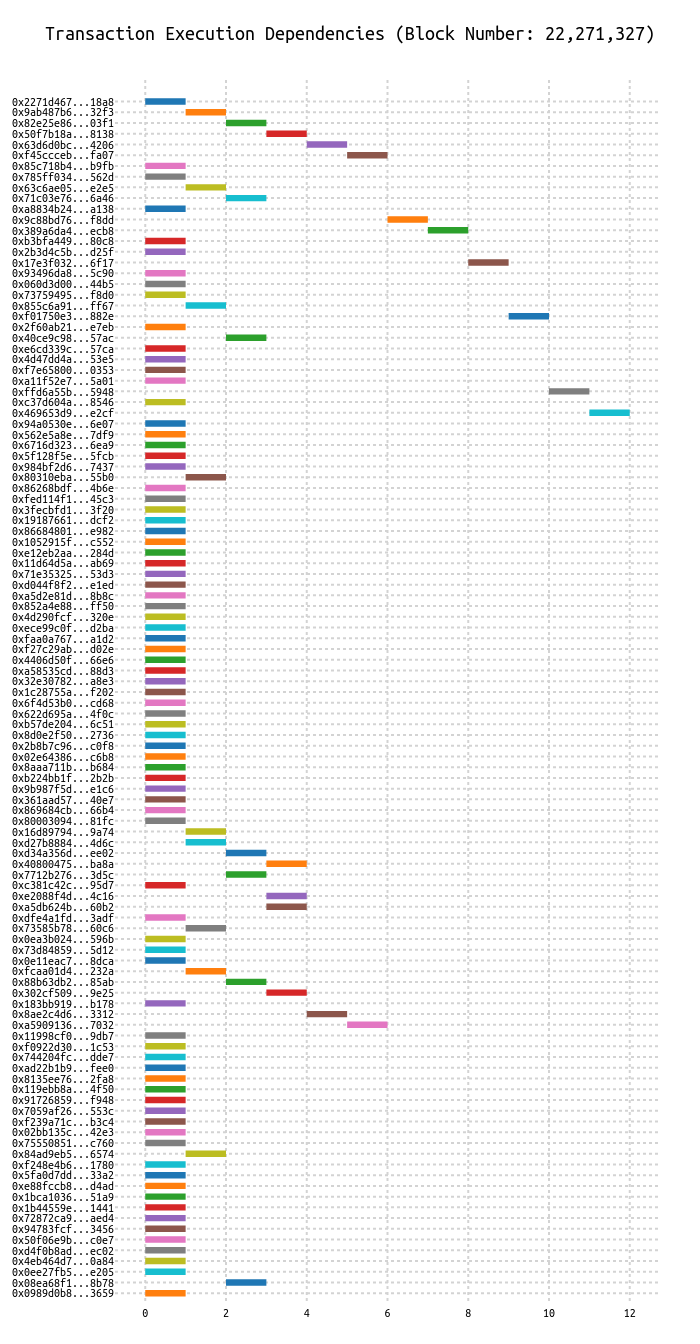 Transaction Execution Dependencies (Block Number: 22,271,327)
0x2271d467...18a8
0x9ab487b6...32f3
0x82e25e86...03f1
0x50f7b18a...8138
0x63d6d0bc...4206
0xf45ccceb...fa07
0x85c718b4...b9fb
0x785ff034...562d
0x63c6ae05...e2e5
0x71c03e76...6a46
0xa8834b24...a138
0x9c88bd76...f8dd
0x389a6da4...ecb8
0xb3bfa449...80c8
0x2b3d4c5b...d25f
0x17e3f032...6f17
0x93496da8...5c90
0x060d3d00...44b5
0x73759495...f8d0
0x855c6a91...ff67
0xf01750e3...882e
0x2f60ab21...e7eb
0x40ce9c98...57ac
0xe6cd339c...57ca
0x4d47dd4a...53e5
0xf7e65800...0353
0xa11f52e7...5a01
0xffd6a55b...5948
0xc37d604a...8546
0x469653d9...e2cf
0x94a0530e...6e07
0x562e5a8e...7df9
0x6716d323...6ea9
0x5f128f5e...5fcb
0x984bf2d6...7437
0x80310eba...55b0
0x86268bdf...4b6e
0xfed114f1...45c3
0x3fecbfd1...3f20
0x19187661...dcf2
0x86684801...e982
0x1052915f...c552
0xe12eb2aa...284d
0x11d64d5a...ab69
0x71e35325...53d3
0xd044f8f2...e1ed
0xa5d2e81d...8b8c
0x852a4e88...ff50
0x4d290fcf...320e
0xece99c0f...d2ba
0xfaa0a767...a1d2
0xf27c29ab...d02e
0x4406d50f...66e6
0xa58535cd...88d3
0x32e30782...a8e3
0x1c28755a...f202
0x6f4d53b0...cd68
0x622d695a...4f0c
0xb57de204...6c51
0x8d0e2f50...2736
0x2b8b7c96...c0f8
0x02e64386...c6b8
0x8aaa711b...b684
0xb224bb1f...2b2b
0x9b987f5d...e1c6
0x361aad57...40e7
0x869684cb...66b4
0x80003094...81fc
0x16d89794...9a74
0xd27b8884...4d6c
0xd34a356d...ee02
0x40800475...ba8a
0x7712b276...3d5c
0xc381c42c...95d7
0xe2088f4d...4c16
0xa5db624b...60b2
0xdfe4a1fd...3adf
0x73585b78...60c6
0x0ea3b024...596b
0x73d84859...5d12
0x0e11eac7...8dca
0xfcaa01d4...232a
0x88b63db2...85ab
0x302cf509...9e25
0x183bb919...b178
0x8ae2c4d6...3312
0xa5909136...7032
0x11998cf0...9db7
0xf0922d30...1c53
0x744204fc...dde7
0xad22b1b9...fee0
0x8135ee76...2fa8
0x119ebb8a...4f50
0x91726859...f948
0x7059af26...553c
0xf239a71c...b3c4
0x02bb135c...42e3
0x75550851...c760
0x84ad9eb5...6574
0xf248e4b6...1780
0x5fa0d7dd...33a2
0xe88fccb8...d4ad
0x1bca1036...51a9
0x1b44559e...1441
0x72872ca9...aed4
0x94783fcf...3456
0x50f06e9b...c0e7
0xd4f0b8ad...ec02
0x4eb464d7...0a84
0x0ee27fb5...e205
0x08ea68f1...8b78
0x0989d0b8...3659
0 2 4 6 8 10 12